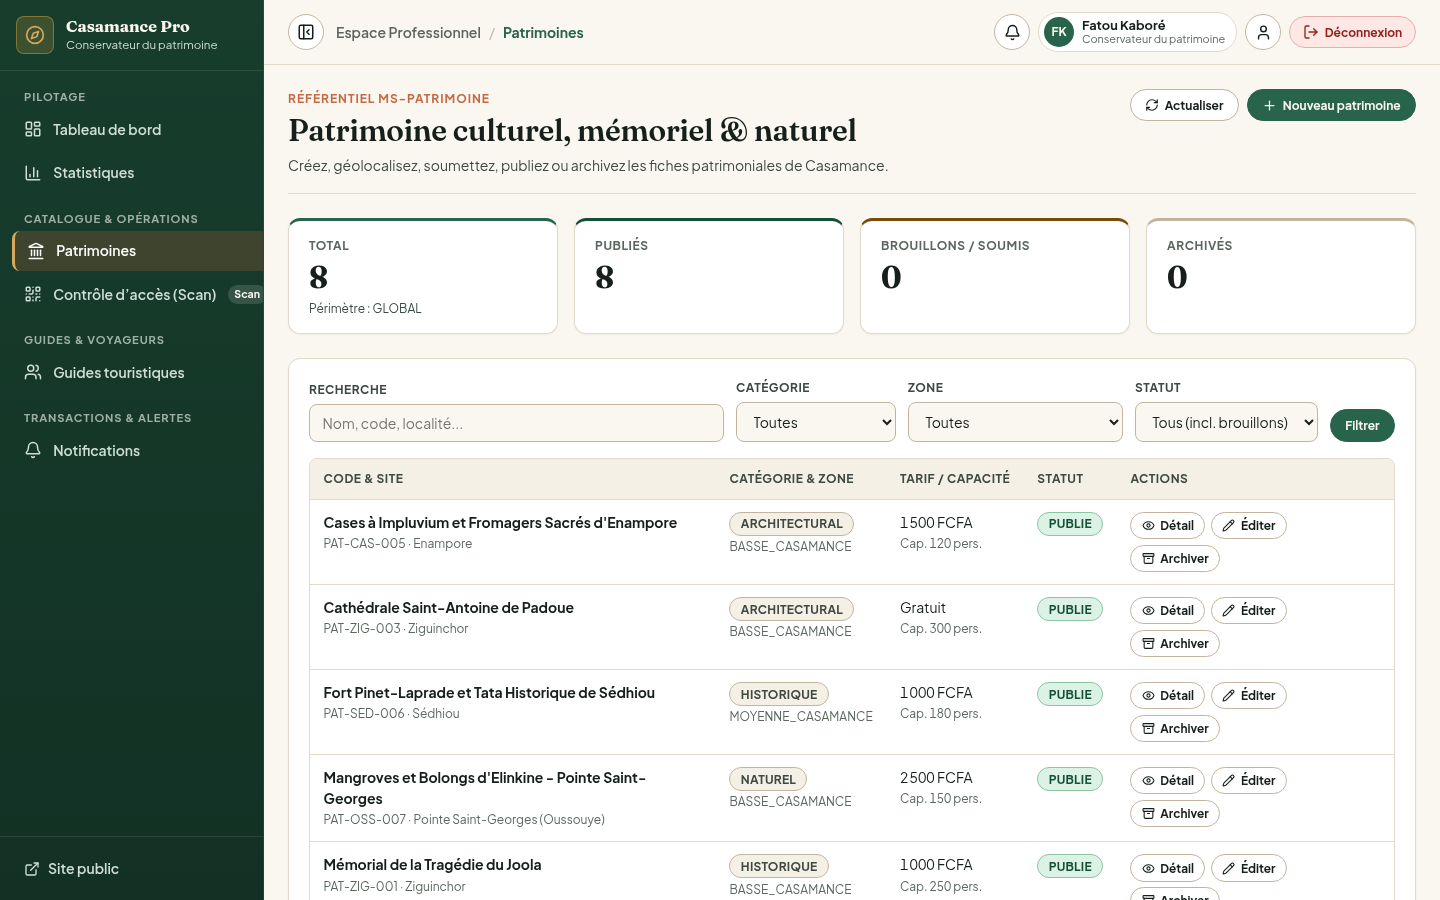 Casamance Pro
Conservateur du patrimoine
PILOTAGE
Tableau de bord
Statistiques
CATALOGUE & OPÉRATIONS
Patrimoines
Contrôle d’accès (Scan)
Scan
GUIDES & VOYAGEURS
Guides touristiques
TRANSACTIONS & ALERTES
Notifications
Site public
Espace Professionnel / Patrimoines
FK
Fatou Kaboré
Conservateur du patrimoine
Déconnexion
RÉFÉRENTIEL MS-PATRIMOINE
Patrimoine culturel, mémoriel & naturel
Créez, géolocalisez, soumettez, publiez ou archivez les fiches patrimoniales de Casamance.
Actualiser
Nouveau patrimoine
TOTAL
8
Périmètre : GLOBAL
PUBLIÉS
8
BROUILLONS / SOUMIS
0
ARCHIVÉS
0
RECHERCHE
Nom, code, localité...
CATÉGORIE
Toutes
ZONE
Toutes
STATUT
Tous (incl. brouillons)
Filtrer
CODE & SITE
CATÉGORIE & ZONE
TARIF / CAPACITÉ
STATUT
ACTIONS
Cases à Impluvium et Fromagers Sacrés d'Enampore
PAT-CAS-005 · Enampore
ARCHITECTURAL
BASSE_CASAMANCE
1 500 FCFA
Cap. 120 pers.
PUBLIE
Détail
Éditer
Archiver
Cathédrale Saint-Antoine de Padoue
PAT-ZIG-003 · Ziguinchor
ARCHITECTURAL
BASSE_CASAMANCE
Gratuit
Cap. 300 pers.
PUBLIE
Détail
Éditer
Archiver
Fort Pinet-Laprade et Tata Historique de Sédhiou
PAT-SED-006 · Sédhiou
HISTORIQUE
MOYENNE_CASAMANCE
1 000 FCFA
Cap. 180 pers.
PUBLIE
Détail
Éditer
Archiver
Mangroves et Bolongs d'Elinkine - Pointe Saint-
Georges
PAT-OSS-007 · Pointe Saint-Georges (Oussouye)
NATUREL
BASSE_CASAMANCE
2 500 FCFA
Cap. 150 pers.
PUBLIE
Détail
Éditer
Archiver
Mémorial de la Tragédie du Joola
PAT-ZIG-001 · Ziguinchor
HISTORIQUE
BASSE_CASAMANCE
1 000 FCFA
Cap. 250 pers.
PUBLIE
Détail
Éditer
Archiver